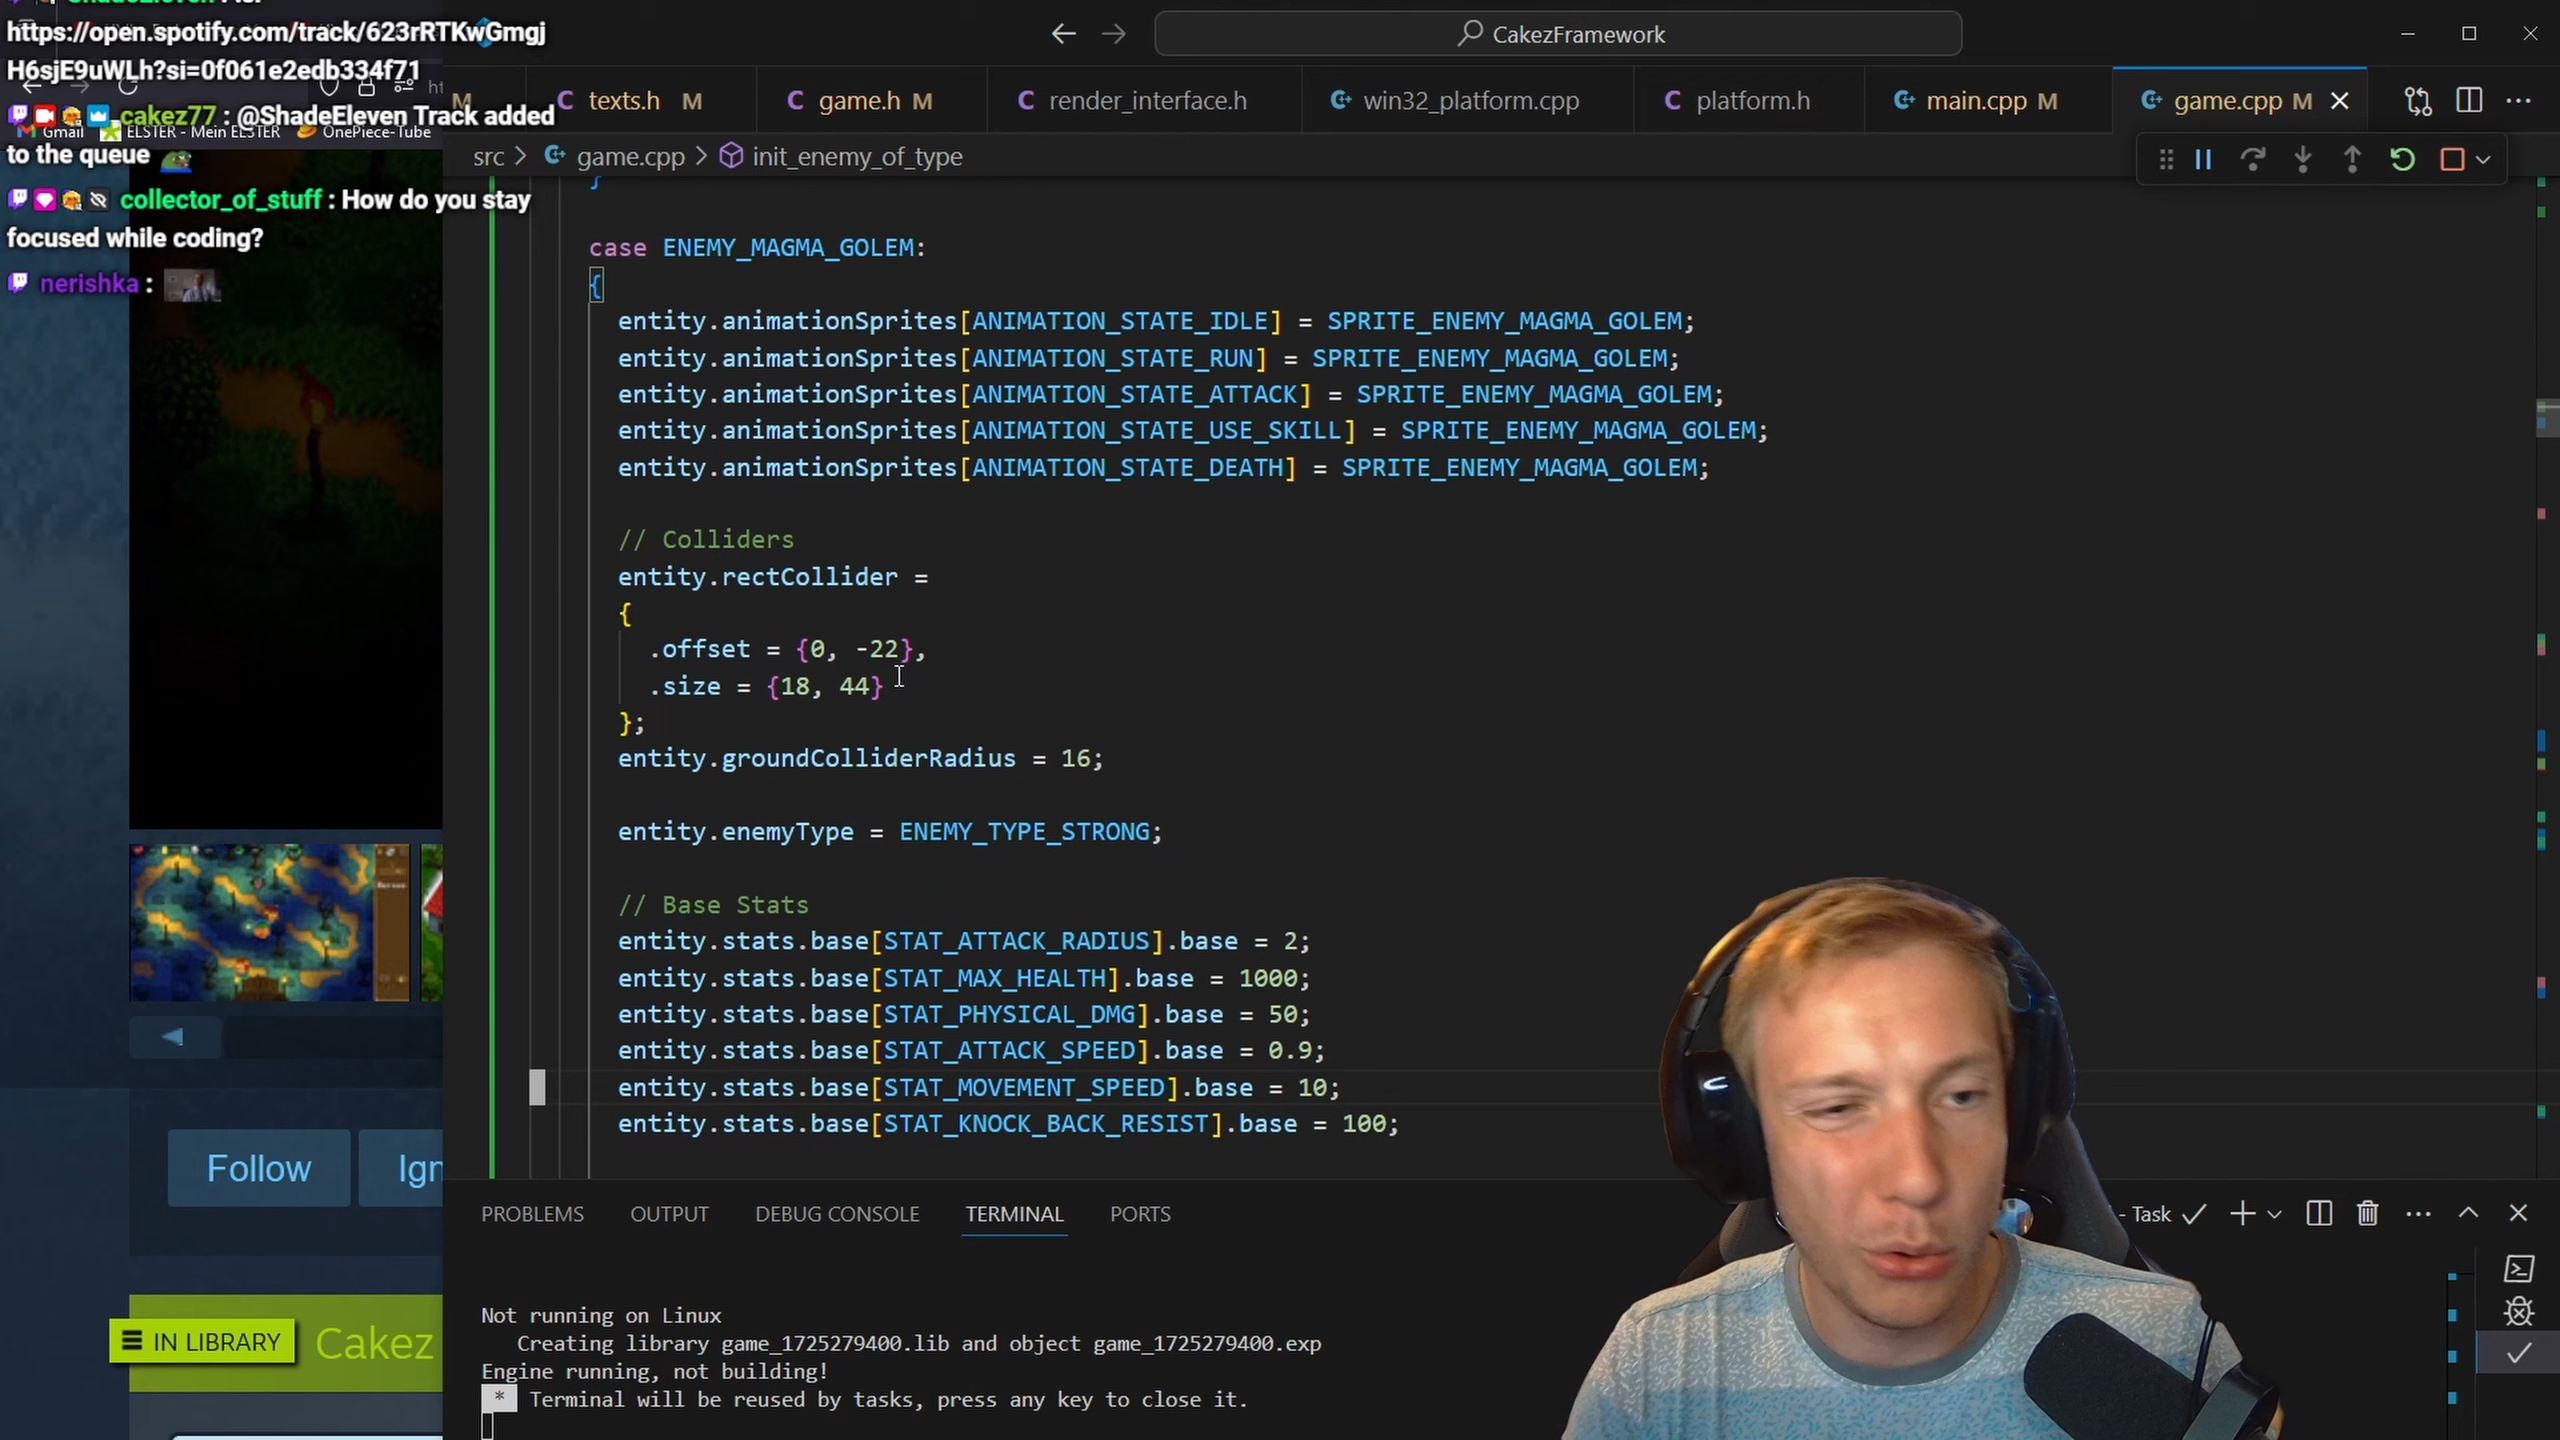 https://open.spotify.com/track/623rRTKwGmgj
H6sjE9uWLh?si=0f061e2edb334f71
cakez77 : @ShadeEleven Track added
to the queue
collector_of_stuff : How do you stay
focused while coding?
nerishka :
Gmail
ELSTER - Mein ELSTER
OnePiece-Tube
CakezFramework
M
texts.h M
game.h M
render_interface.h
win32_platform.cpp
platform.h
main.cpp M
game.cpp M
src > game.cpp > init_enemy_of_type
}
case ENEMY_MAGMA_GOLEM:
{
entity.animationSprites[ANIMATION_STATE_IDLE] = SPRITE_ENEMY_MAGMA_GOLEM;
entity.animationSprites[ANIMATION_STATE_RUN] = SPRITE_ENEMY_MAGMA_GOLEM;
entity.animationSprites[ANIMATION_STATE_ATTACK] = SPRITE_ENEMY_MAGMA_GOLEM;
entity.animationSprites[ANIMATION_STATE_USE_SKILL] = SPRITE_ENEMY_MAGMA_GOLEM;
entity.animationSprites[ANIMATION_STATE_DEATH] = SPRITE_ENEMY_MAGMA_GOLEM;
// Colliders
entity.rectCollider =
{
.offset = {0, -22},
.size = {18, 44}
};
entity.groundColliderRadius = 16;
entity.enemyType = ENEMY_TYPE_STRONG;
// Base Stats
entity.stats.base[STAT_ATTACK_RADIUS].base = 2;
entity.stats.base[STAT_MAX_HEALTH].base = 1000;
entity.stats.base[STAT_PHYSICAL_DMG].base = 50;
entity.stats.base[STAT_ATTACK_SPEED].base = 0.9;
entity.stats.base[STAT_MOVEMENT_SPEED].base = 10;
entity.stats.base[STAT_KNOCK_BACK_RESIST].base = 100;
PROBLEMS OUTPUT DEBUG CONSOLE TERMINAL PORTS
- Task
Not running on Linux
Creating library game_1725279400.lib and object game_1725279400.exp
Engine running, not building!
* Terminal will be reused by tasks, press any key to close it.
Follow
Ign
IN LIBRARY
Cakez